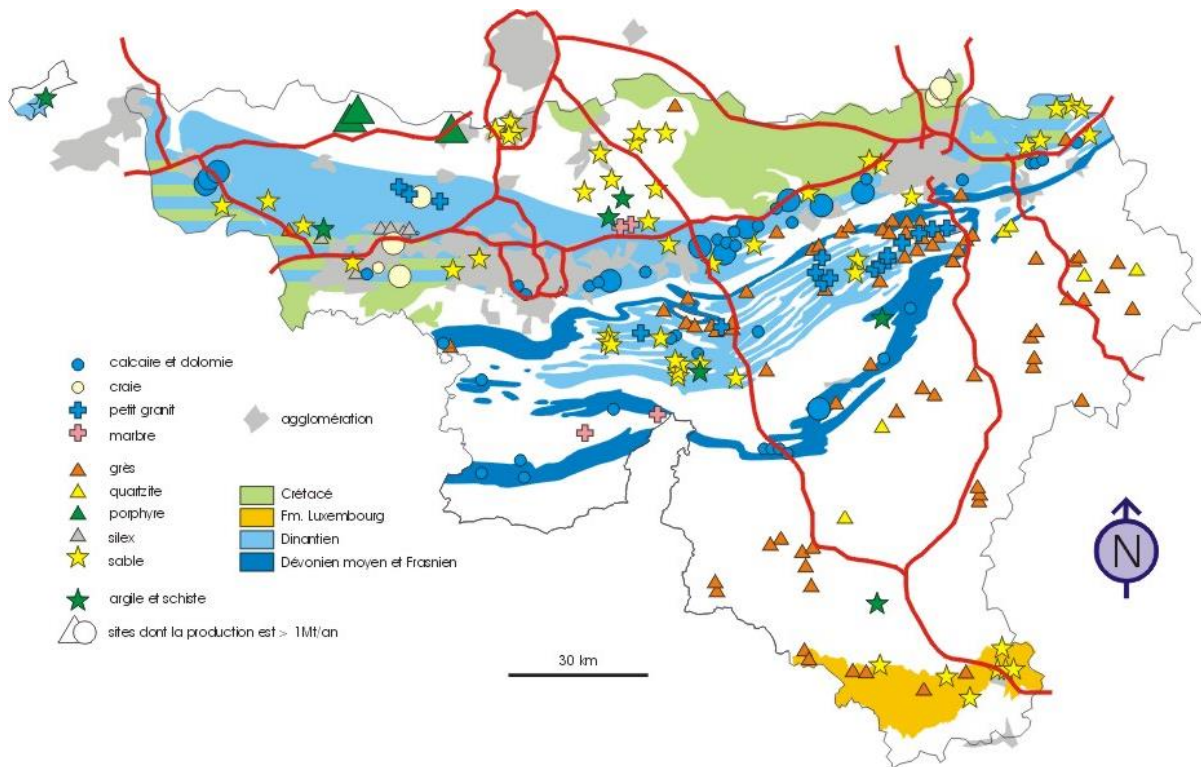 calcaire et dolomie
craie
petit granit
marbre
agglomération
grès
quartzite
porphyre
silex
sable
argile et schiste
sites dont la production est > 1Mt/an
Crétacé
Fm. Luxembourg
Dinantien
Dévonien moyen et Frasnien
30 km
N